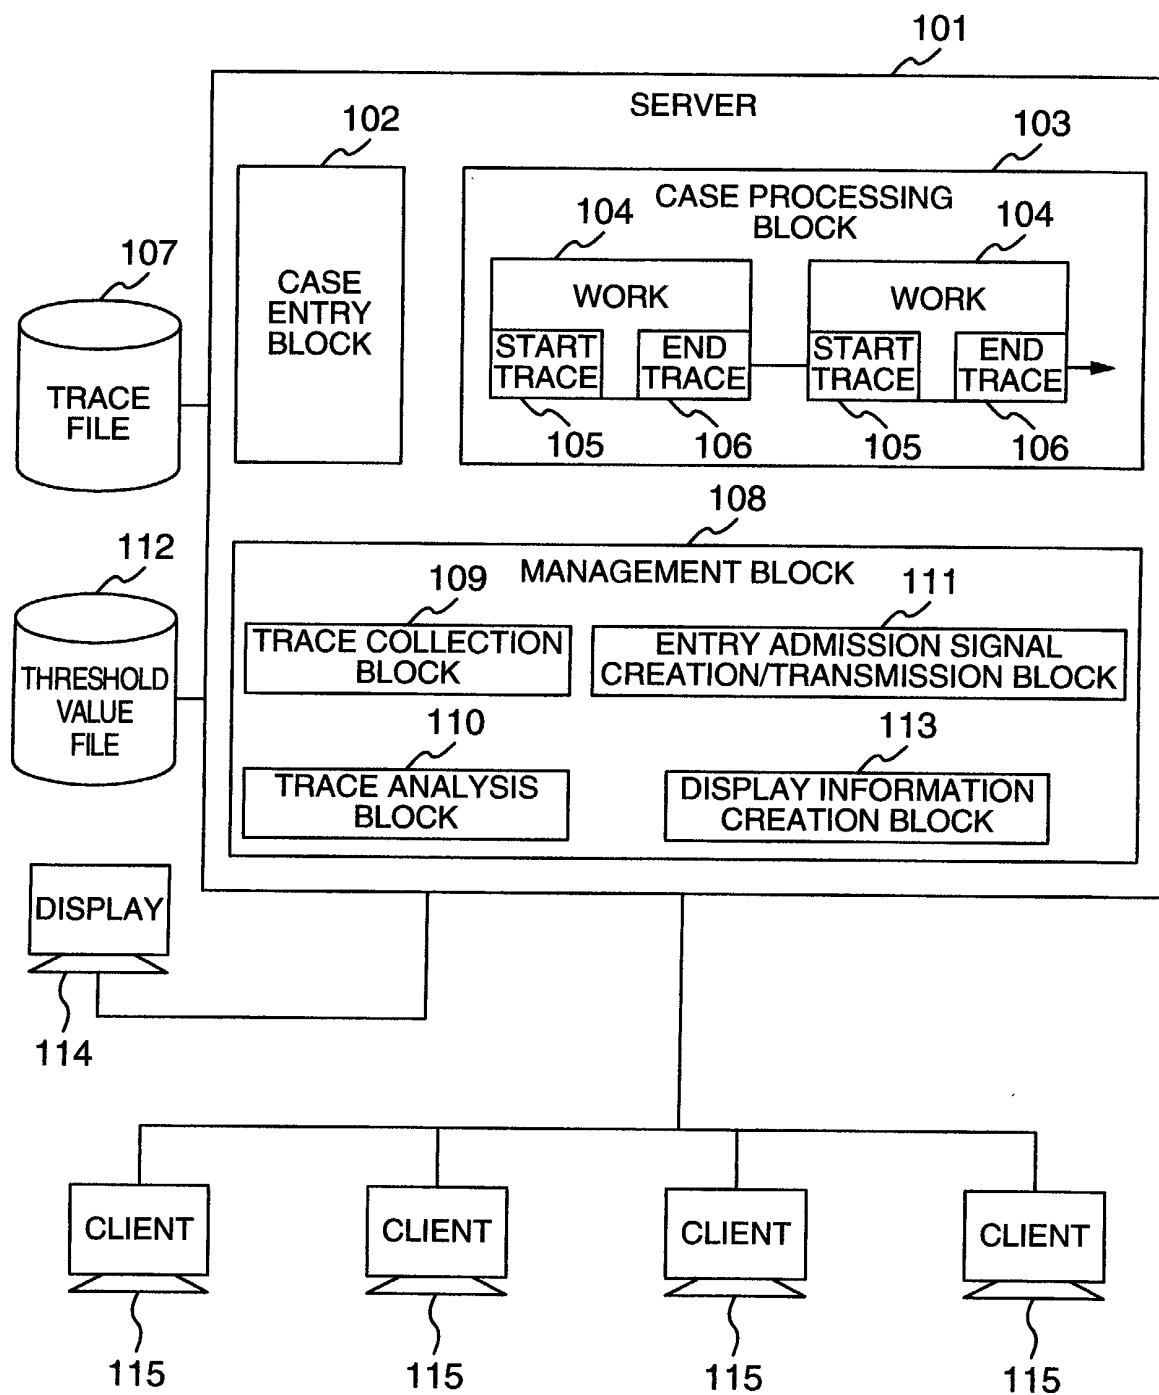 101
SERVER
102
103
CASE PROCESSING
BLOCK
104
104
107
CASE
ENTRY
BLOCK
WORK
WORK
START
TRACE
END
TRACE
START
TRACE
END
TRACE
TRACE
FILE
105
106
105
106
108
112
MANAGEMENT BLOCK
109
111
TRACE COLLECTION
BLOCK
ENTRY ADMISSION SIGNAL
CREATION/TRANSMISSION BLOCK
THRESHOLD
VALUE
FILE
110
113
TRACE ANALYSIS
BLOCK
DISPLAY INFORMATION
CREATION BLOCK
DISPLAY
114
CLIENT
CLIENT
CLIENT
CLIENT
115
115
115
115